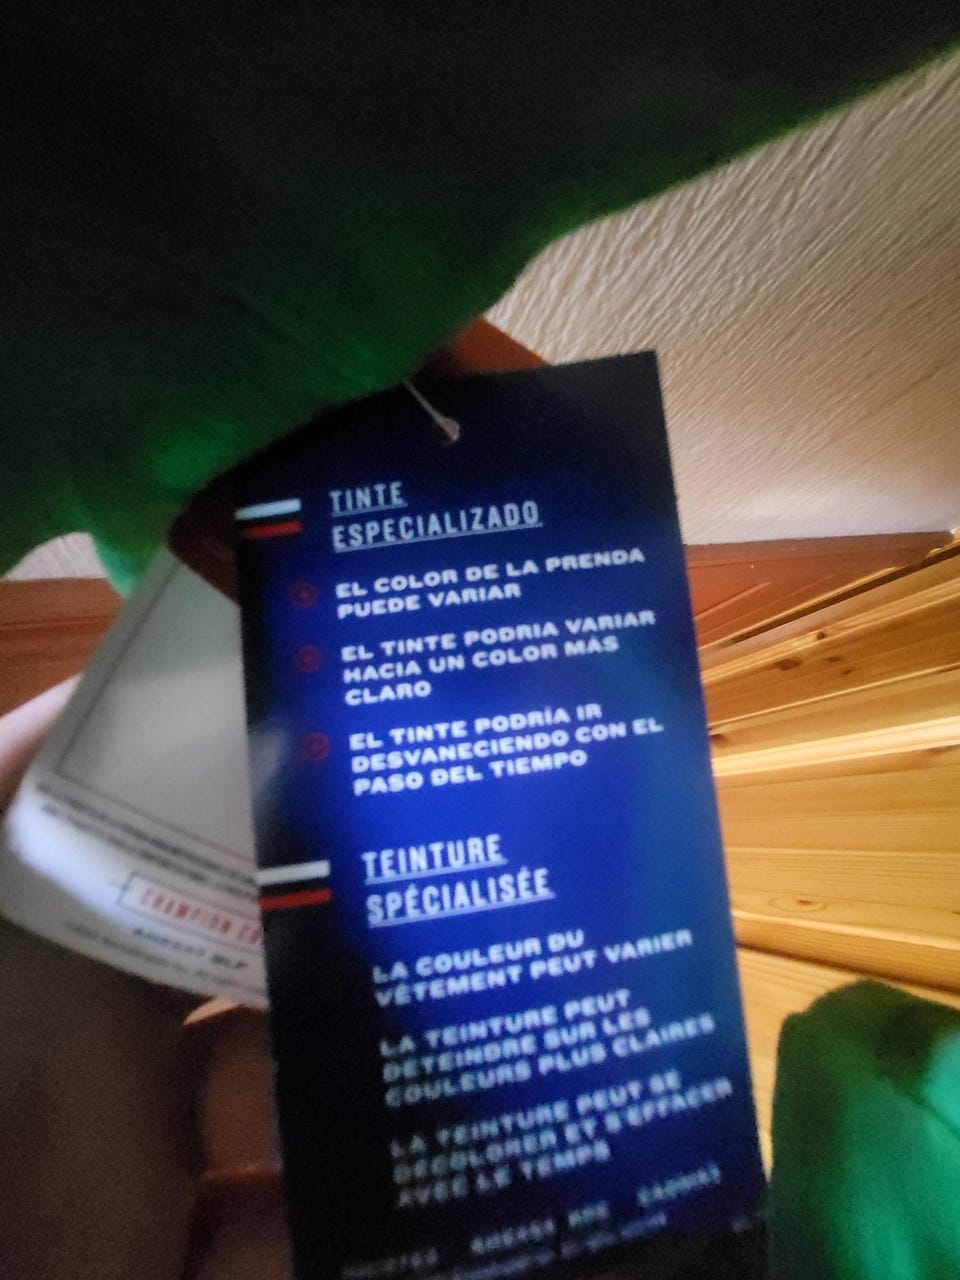 TINTE
ESPECIALIZADO
EL COLOR DE LA PRENDA
PUEDE VARIAR
EL TINTE PODRIA VARIAR
HACIA UN COLOR MÁS
CLARO
EL TINTE PODRÍA IR
DESVANECIENDO CON EL
PASO DEL TIEMPO
TEINTURE
SPÉCIALISÉE
LA COULEUR DU
VÊTEMENT PEUT VARIER
LA TEINTURE PEUT
DÉTEINDRE SUR LES
COULEURS PLUS CLAIRES
LA TEINTURE PEUT SE
DÉCOLORER ET S'EFFACER
AVEC LE TEMPS
CHAMPION